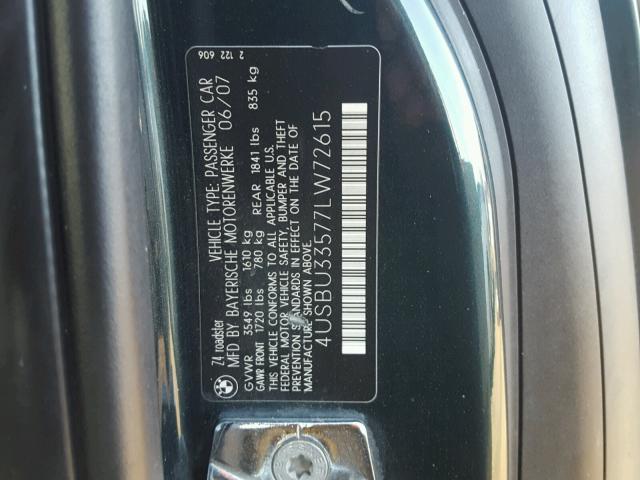 2 122 606
Z4 roadster VEHICLE TYPE: PASSENGER CAR
MFD BY BAYERISCHE MOTORENWERKE 06/07
GVWR 3549 lbs 1610 kg
GAWR FRONT 1720 lbs 780 kg REAR 1841 lbs 835 kg
THIS VEHICLE CONFORMS TO ALL APPLICABLE U.S.
FEDERAL MOTOR VEHICLE SAFETY, BUMPER AND THEFT
PREVENTION STANDARDS IN EFFECT ON THE DATE OF
MANUFACTURE SHOWN ABOVE.
4USBU33577LW72615